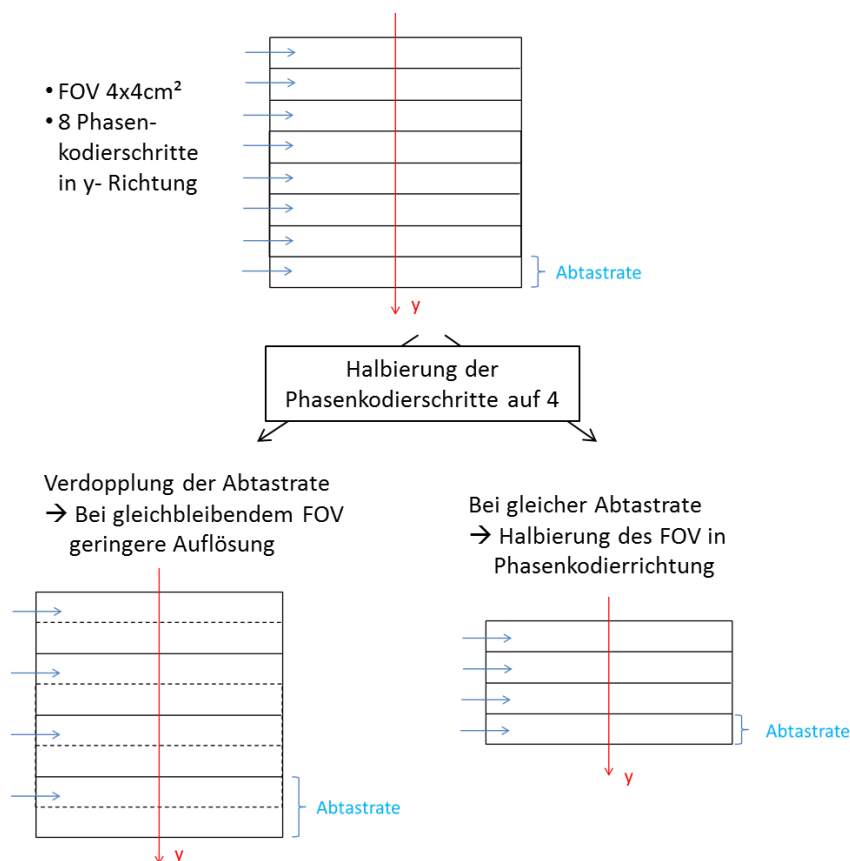 • FOV 4x4cm²
• 8 Phasen-
kodierschritte
in y- Richtung
Abtastrate
y
Halbierung der
Phasenkodierschritte auf 4
Verdopplung der Abtastrate
→ Bei gleichbleibendem FOV
geringere Auflösung
Bei gleicher Abtastrate
→ Halbierung des FOV in
Phasenkodierrichtung
Abtastrate
y
Abtastrate
y